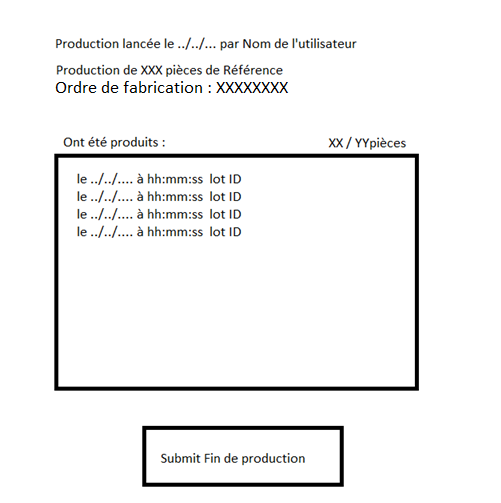 Production lancée le ../../... par Nom de l'utilisateur
Production de XXX pièces de Référence
Ordre de fabrication : XXXXXXXX
Ont été produits : XX / YYpièces
le ../../.... à hh:mm:ss lot ID
le ../../.... à hh:mm:ss lot ID
le ../../.... à hh:mm:ss lot ID
le ../../.... à hh:mm:ss lot ID
Submit Fin de production